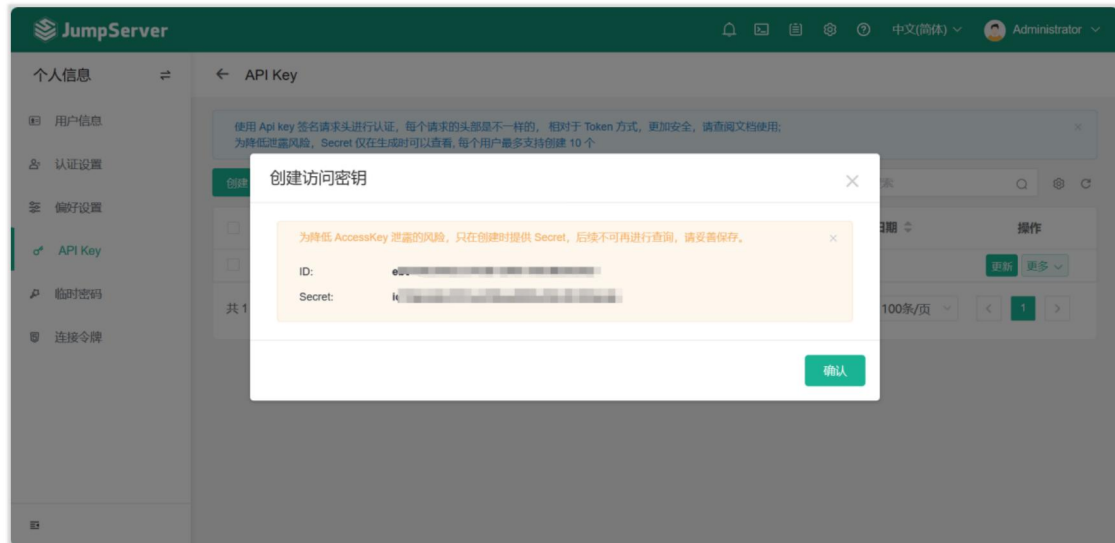 JumpServer
中文(简体)
Administrator
个人信息
API Key
用户信息
认证设置
偏好设置
API Key
临时密码
连接令牌
使用 Api key 签名请求头进行认证，每个请求的头部是不一样的， 相对于 Token 方式，更加安全，请查阅文档使用;
为降低泄露风险，Secret 仅在生成时可以查看, 每个用户最多支持创建 10 个
创建
创建访问密钥
日期
操作
为降低 AccessKey 泄露的风险，只在创建时提供 Secret，后续不可再进行查询，请妥善保存。
ID:
Secret:
更新
更多
共 1
100条/页
1
确认